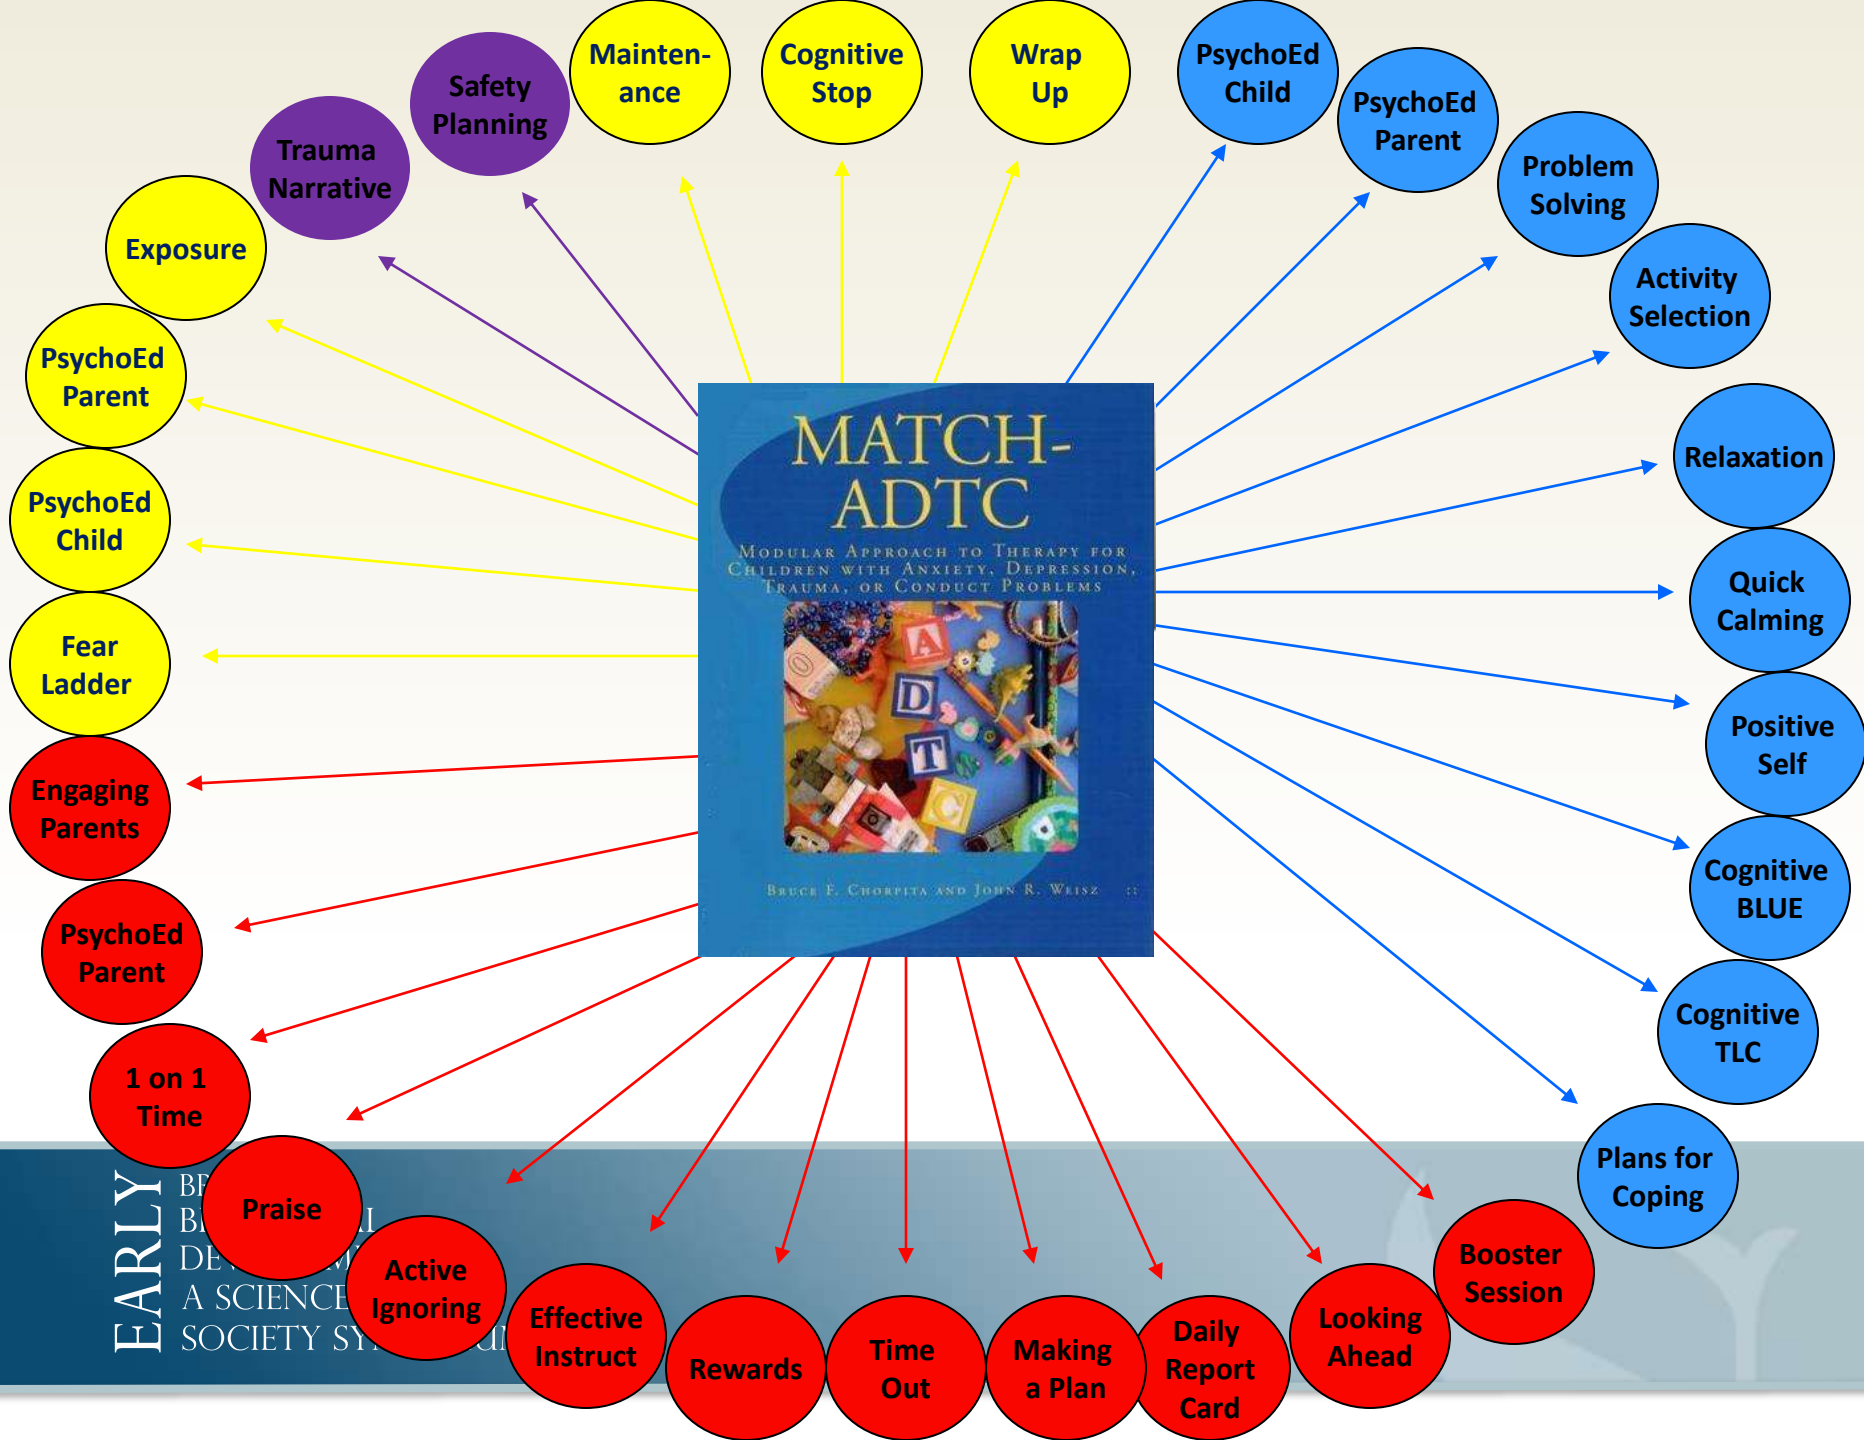 Mainten-
ance
Cognitive
Stop
Wrap
Up
PsychoEd
Child
PsychoEd
Parent
Problem
Solving
Activity
Selection
Relaxation
Quick
Calming
Positive
Self
Cognitive
BLUE
Cognitive
TLC
Plans for
Coping
Booster
Session
Looking
Ahead
Daily
Report
Card
Making
a Plan
Time
Out
Rewards
Effective
Instruct
Active
Ignoring
Praise
1 on 1
Time
PsychoEd
Parent
Engaging
Parents
Fear
Ladder
PsychoEd
Child
PsychoEd
Parent
Exposure
Trauma
Narrative
Safety
Planning
MATCH-
ADTC
MODULAR APPROACH TO THERAPY FOR
CHILDREN WITH ANXIETY, DEPRESSION,
TRAUMA, OR CONDUCT PROBLEMS
A
D
T
C
BRUCE F. CHORPITA AND JOHN R. WEISZ ::
EARLY
A SCIENCE
SOCIETY